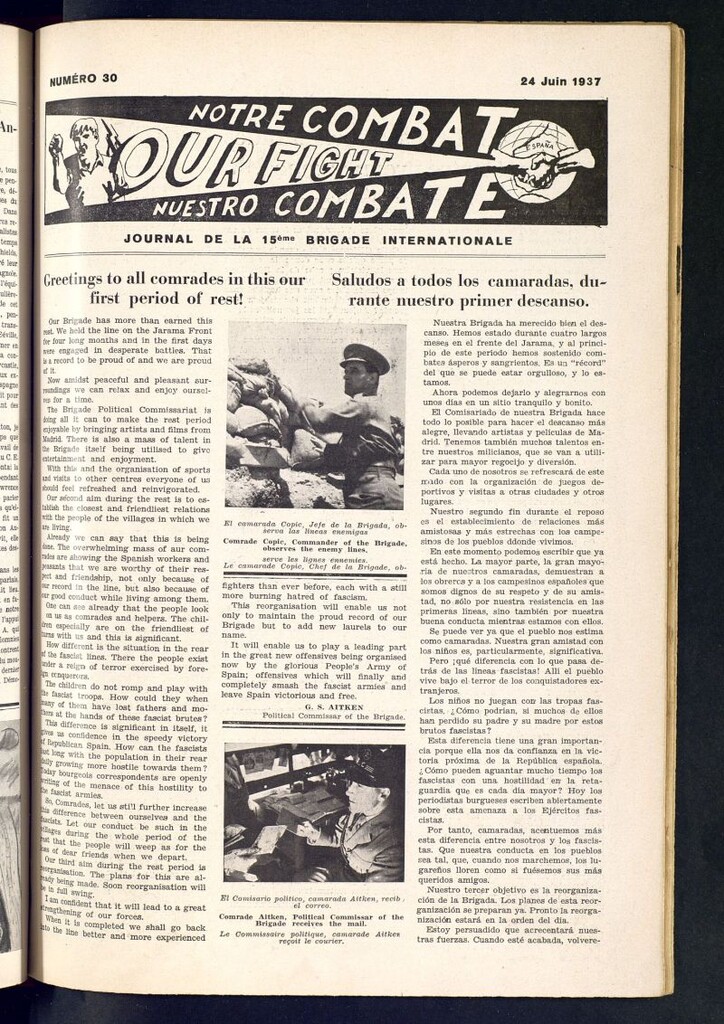 NUMÉRO 30
24 Juin 1937
NOTRE COMBAT
OUR FIGHT
NUESTRO COMBATE
ESPAÑA
JOURNAL DE LA 15ème BRIGADE INTERNATIONALE
Greetings to all comrades in this our
first period of rest!
Our Brigade has more than earned this
rest. We held the line on the Jarama Front
for four long months and in the first days
were engaged in desperate battles. That
is a record to be proud of and we are proud
of it.
Now amidst peaceful and pleasant sur-
roundings we can relax and enjoy oursel-
ves for a time.
The Brigade Political Commissariat is
doing all it can to make the rest period
enjoyable by bringing artists and films from
Madrid. There is also a mass of talent in
the Brigade itself being utilised to give
entertainment and enjoyment.
With this and the organisation of sports
and visits to other centres everyone of us
should feel refreshed and reinvigorated.
Our second aim during the rest is to es-
tablish the closest and friendliest relations
with the people of the villages in which we
are living.
Already we can say that this is being
done. The overwhelming mass of aur com-
rades are showing the Spanish workers and
peasants that we are worthy of their res-
pect and friendship, not only because of
our record in the line, but also because of
our good conduct while living among them.
One can see already that the people look
on us as comrades and helpers. The chil-
dren especially are on the friendliest of
terms with us and this is significant.
How different is the situation in the rear
of the fascist lines. There the people exist
under a reign of terror exercised by forei-
gn conquerors.
The children do not romp and play with
the fascist troops. How could they when
many of them have lost fathers and mo-
thers at the hands of these fascist brutes?
This difference is significant in itself, it
gives us confidence in the speedy victory
of Republican Spain. How can the fascists
last long with the population in their rear
daily growing more hostile towards them?
Today bourgeois correspondents are openly
writing of the menace of this hostility to
the fascist armies.
So, Comrades, let us still further increase
this difference between ourselves and the
fascists. Let our conduct be such in the
villages during the whole period of the
rest that the people will weep as for the
loss of dear friends when we depart.
Our third aim during the rest period is
reorganisation. The plans for this are al-
ready being made. Soon reorganisation will
be in full swing.
I am confident that it will lead to a great
strengthening of our forces.
When it is completed we shall go back
into the line better and more experienced
El camarada Copic, Jefe de la Brigada, ob-
serva las líneas enemigas
Comrade Copic, Commander of the Brigade,
observes the enemy lines.
serve les lignes ennemies.
Le camarade Copic, Chef de la Brigade, ob-
fighters than ever before, each with a still
more burning hatred of fascism.
This reorganisation will enable us not
only to maintain the proud record of our
Brigade but to add new laurels to our
name.
It will enable us to play a leading part
in the great new offensives being organised
now by the glorious People's Army of
Spain; offensives which will finally and
completely smash the fascist armies and
leave Spain victorious and free.
G. S. AITKEN
Political Commissar of the Brigade.
El Comisario político, camarada Aitken, recib
el correo.
Comrade Aitken, Political Commissar of the
Brigade receives the mail.
Le Commissaire politique, camarade Aitken
reçoit le courier.
Saludos a todos los camaradas, du-
rante nuestro primer descanso.
Nuestra Brigada ha merecido bien el des-
canso. Hemos estado durante cuatro largos
meses en el frente del Jarama, y al princi-
pio de este período hemos sostenido com-
bates ásperos y sangrientos. Es un "récord"
del que se puede estar orgulloso, y lo es-
tamos.
Ahora podemos dejarlo y alegrarnos con
unos días en un sitio tranquilo y bonito.
El Comisariado de nuestra Brigada hace
todo lo posible para hacer el descanso más
alegre, llevando artistas y películas de Ma-
drid. Tenemos también muchos talentos en-
tre nuestros milicianos, que se van a utili-
zar para mayor regocijo y diversión.
Cada uno de nosotros se refrescará de este
modo con la organización de juegos de-
portivos y visitas a otras ciudades y otros
lugares.
Nuestro segundo fin durante el reposo
es el establecimiento de relaciones más
amistosas y más estrechas con los campe-
sinos de los pueblos ddonde vivimos.
En este momento podemos escribir que ya
está hecho. La mayor parte, la gran mayo-
ría de nuestros camaradas, demuestran a
los obreros y a los campesinos españoles que
somos dignos de su respeto y de su ami-
stad, no sólo por nuestra resistencia en las
primeras líneas, sino también por nuestra
buena conducta mientras estamos con ellos.
Se puede ver ya que el pueblo nos estima
como camaradas. Nuestra gran amistad con
los niños es, particularmente, significativa.
Pero ¡qué diferencia con lo que pasa de-
trás de las líneas fascistas! Allí el pueblo
vive bajo el terror de los conquistadores ex-
tranjeros.
Los niños no juegan con las tropas fas-
cistas. ¿Cómo podrían, si muchos de ellos
han perdido su padre y su madre por estos
brutos fascistas?
Esta diferencia tiene una gran importan-
cia porque ella nos da confianza en la vic-
toria próxima de la República española.
¿Cómo pueden aguantar mucho tiempo los
fascistas con una hostilidad en la reta-
guardia que es cada día mayor? Hoy los
periodistas burgueses escriben abiertamente
sobre esta amenaza a los Ejércitos fas-
cistas.
Por tanto, camaradas, acentuemos más
esta diferencia entre nosotros y los fascis-
tas. Que nuestra conducta en los pueblos
sea tal, que, cuando nos marchemos, los lu-
gareños lloren como si fuésemos sus más
queridos amigos.
Nuestro tercer objetivo es la reorganiza-
ción de la Brigada. Los planes de esta reor-
ganización se preparan ya. Pronto la reorga-
nización estará en la orden del día.
Estoy persuadido que acrecentará nues-
tras fuerzas. Cuando esté acabada, volvere-